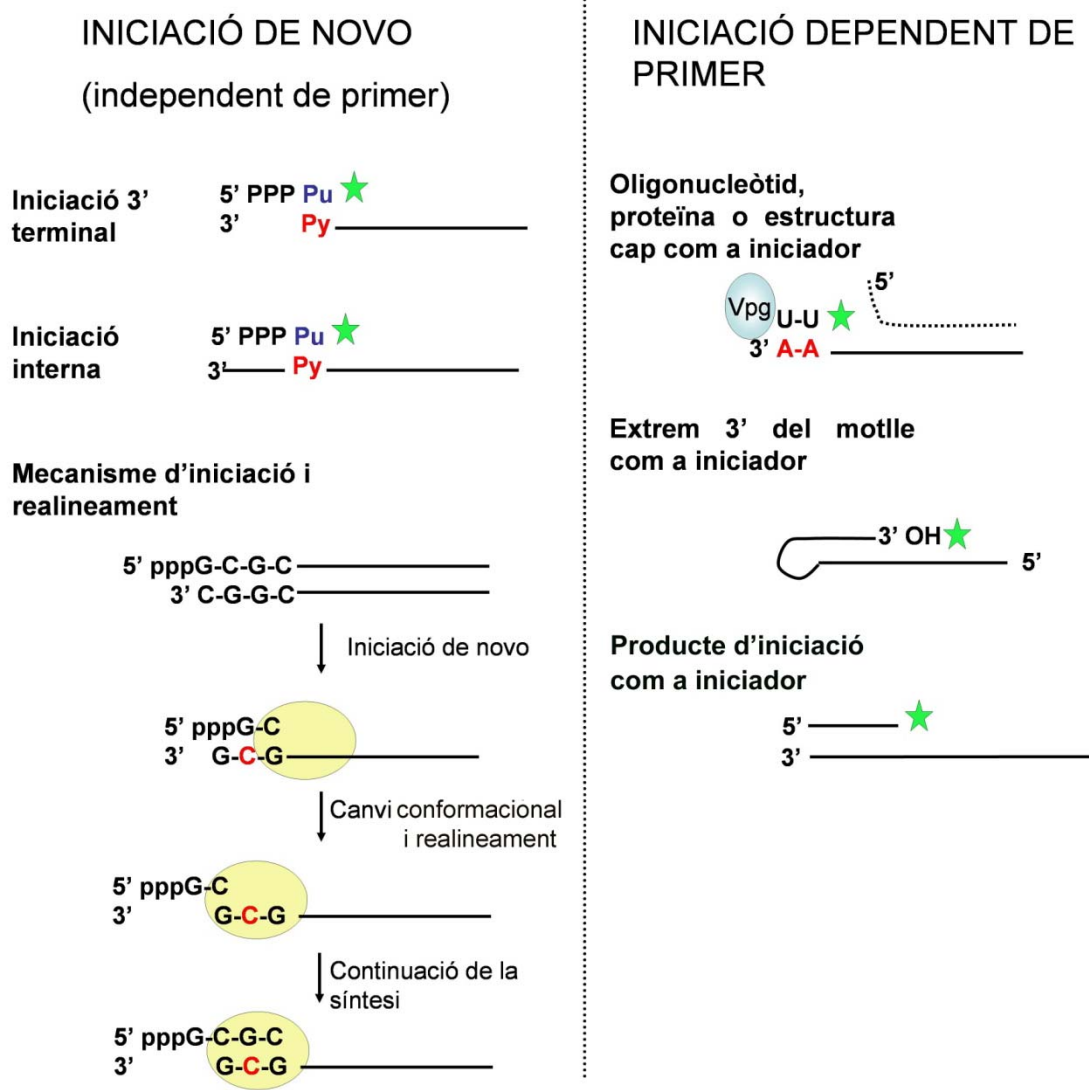 INICIACIÓ DE NOVO
(independent de primer)
Iniciació 3’
terminal
5’ PPP Pu
3’ Py
Iniciació
interna
5’ PPP Pu
3’ Py
Mecanisme d’iniciació i
realineament
5’ pppG-C-G-C
3’ C-G-G-C
Iniciació de novo
5’ pppG-C
3’ G-C-G
Canvi conformacional
i realineament
5’ pppG-C
3’ G-C-G
Continuació de la
síntesi
5’ pppG-C-G-C
3’ G-C-G
INICIACIÓ DEPENDENT DE
PRIMER
Oligonucleòtid,
proteïna o estructura
cap com a iniciador
5’
Vpg U-U
3’ A-A
Extrem 3’ del motlle
com a iniciador
3’ OH
5’
Producte d’iniciació
com a iniciador
5’
3’